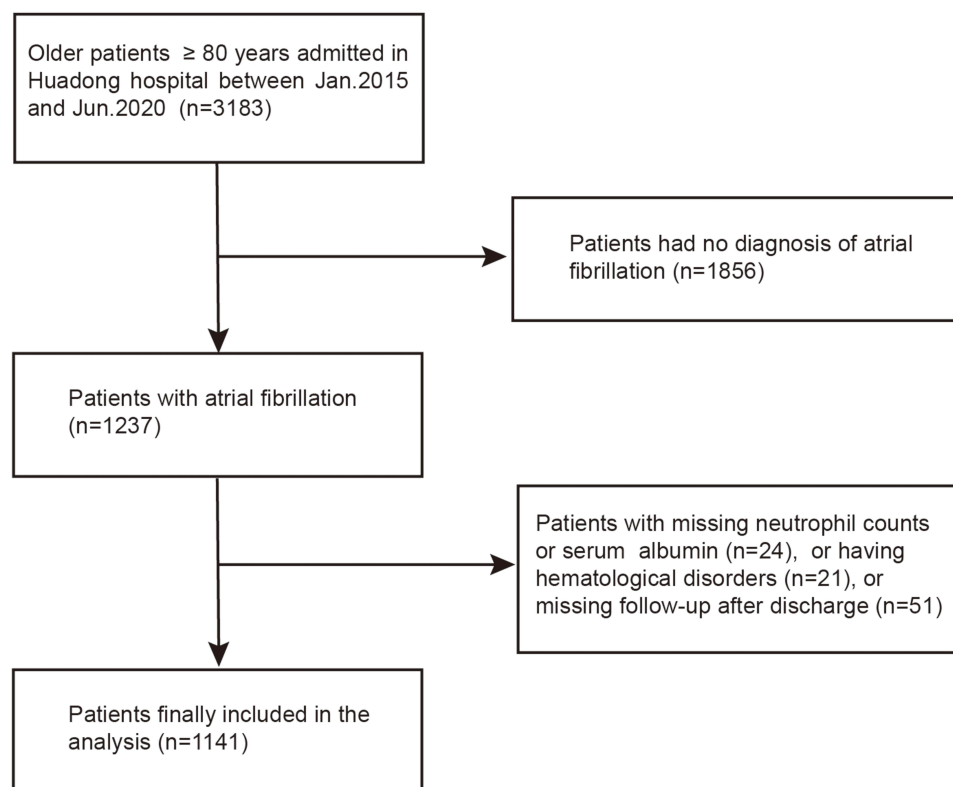 Older patients ≥ 80 years admitted in
Huadong hospital between Jan.2015
and Jun.2020 (n=3183)
Patients had no diagnosis of atrial
fibrillation (n=1856)
Patients with atrial fibrillation
(n=1237)
Patients with missing neutrophil counts
or serum albumin (n=24), or having
hematological disorders (n=21), or
missing follow-up after discharge (n=51)
Patients finally included in the
analysis (n=1141)